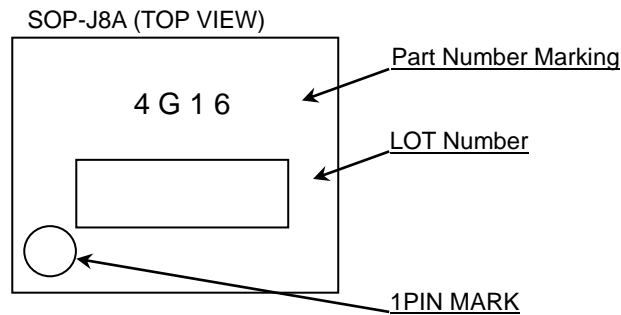 SOP-J8A (TOP VIEW)
Part Number Marking
4 G 1 6
LOT Number
1PIN MARK